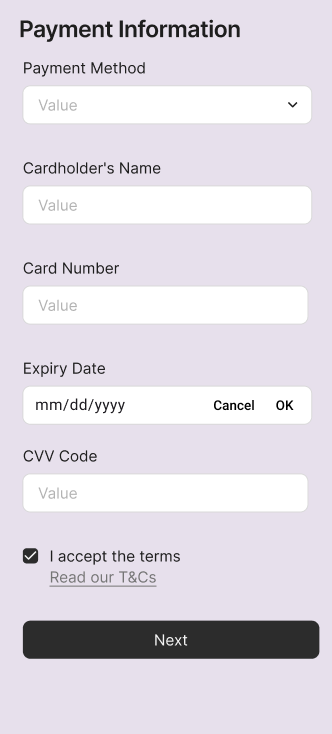 Payment Information
Payment Method
Value
Cardholder's Name
Value
Card Number
Value
Expiry Date
mm/dd/yyyy Cancel OK
CVV Code
Value
I accept the terms
Read our T&Cs
Next